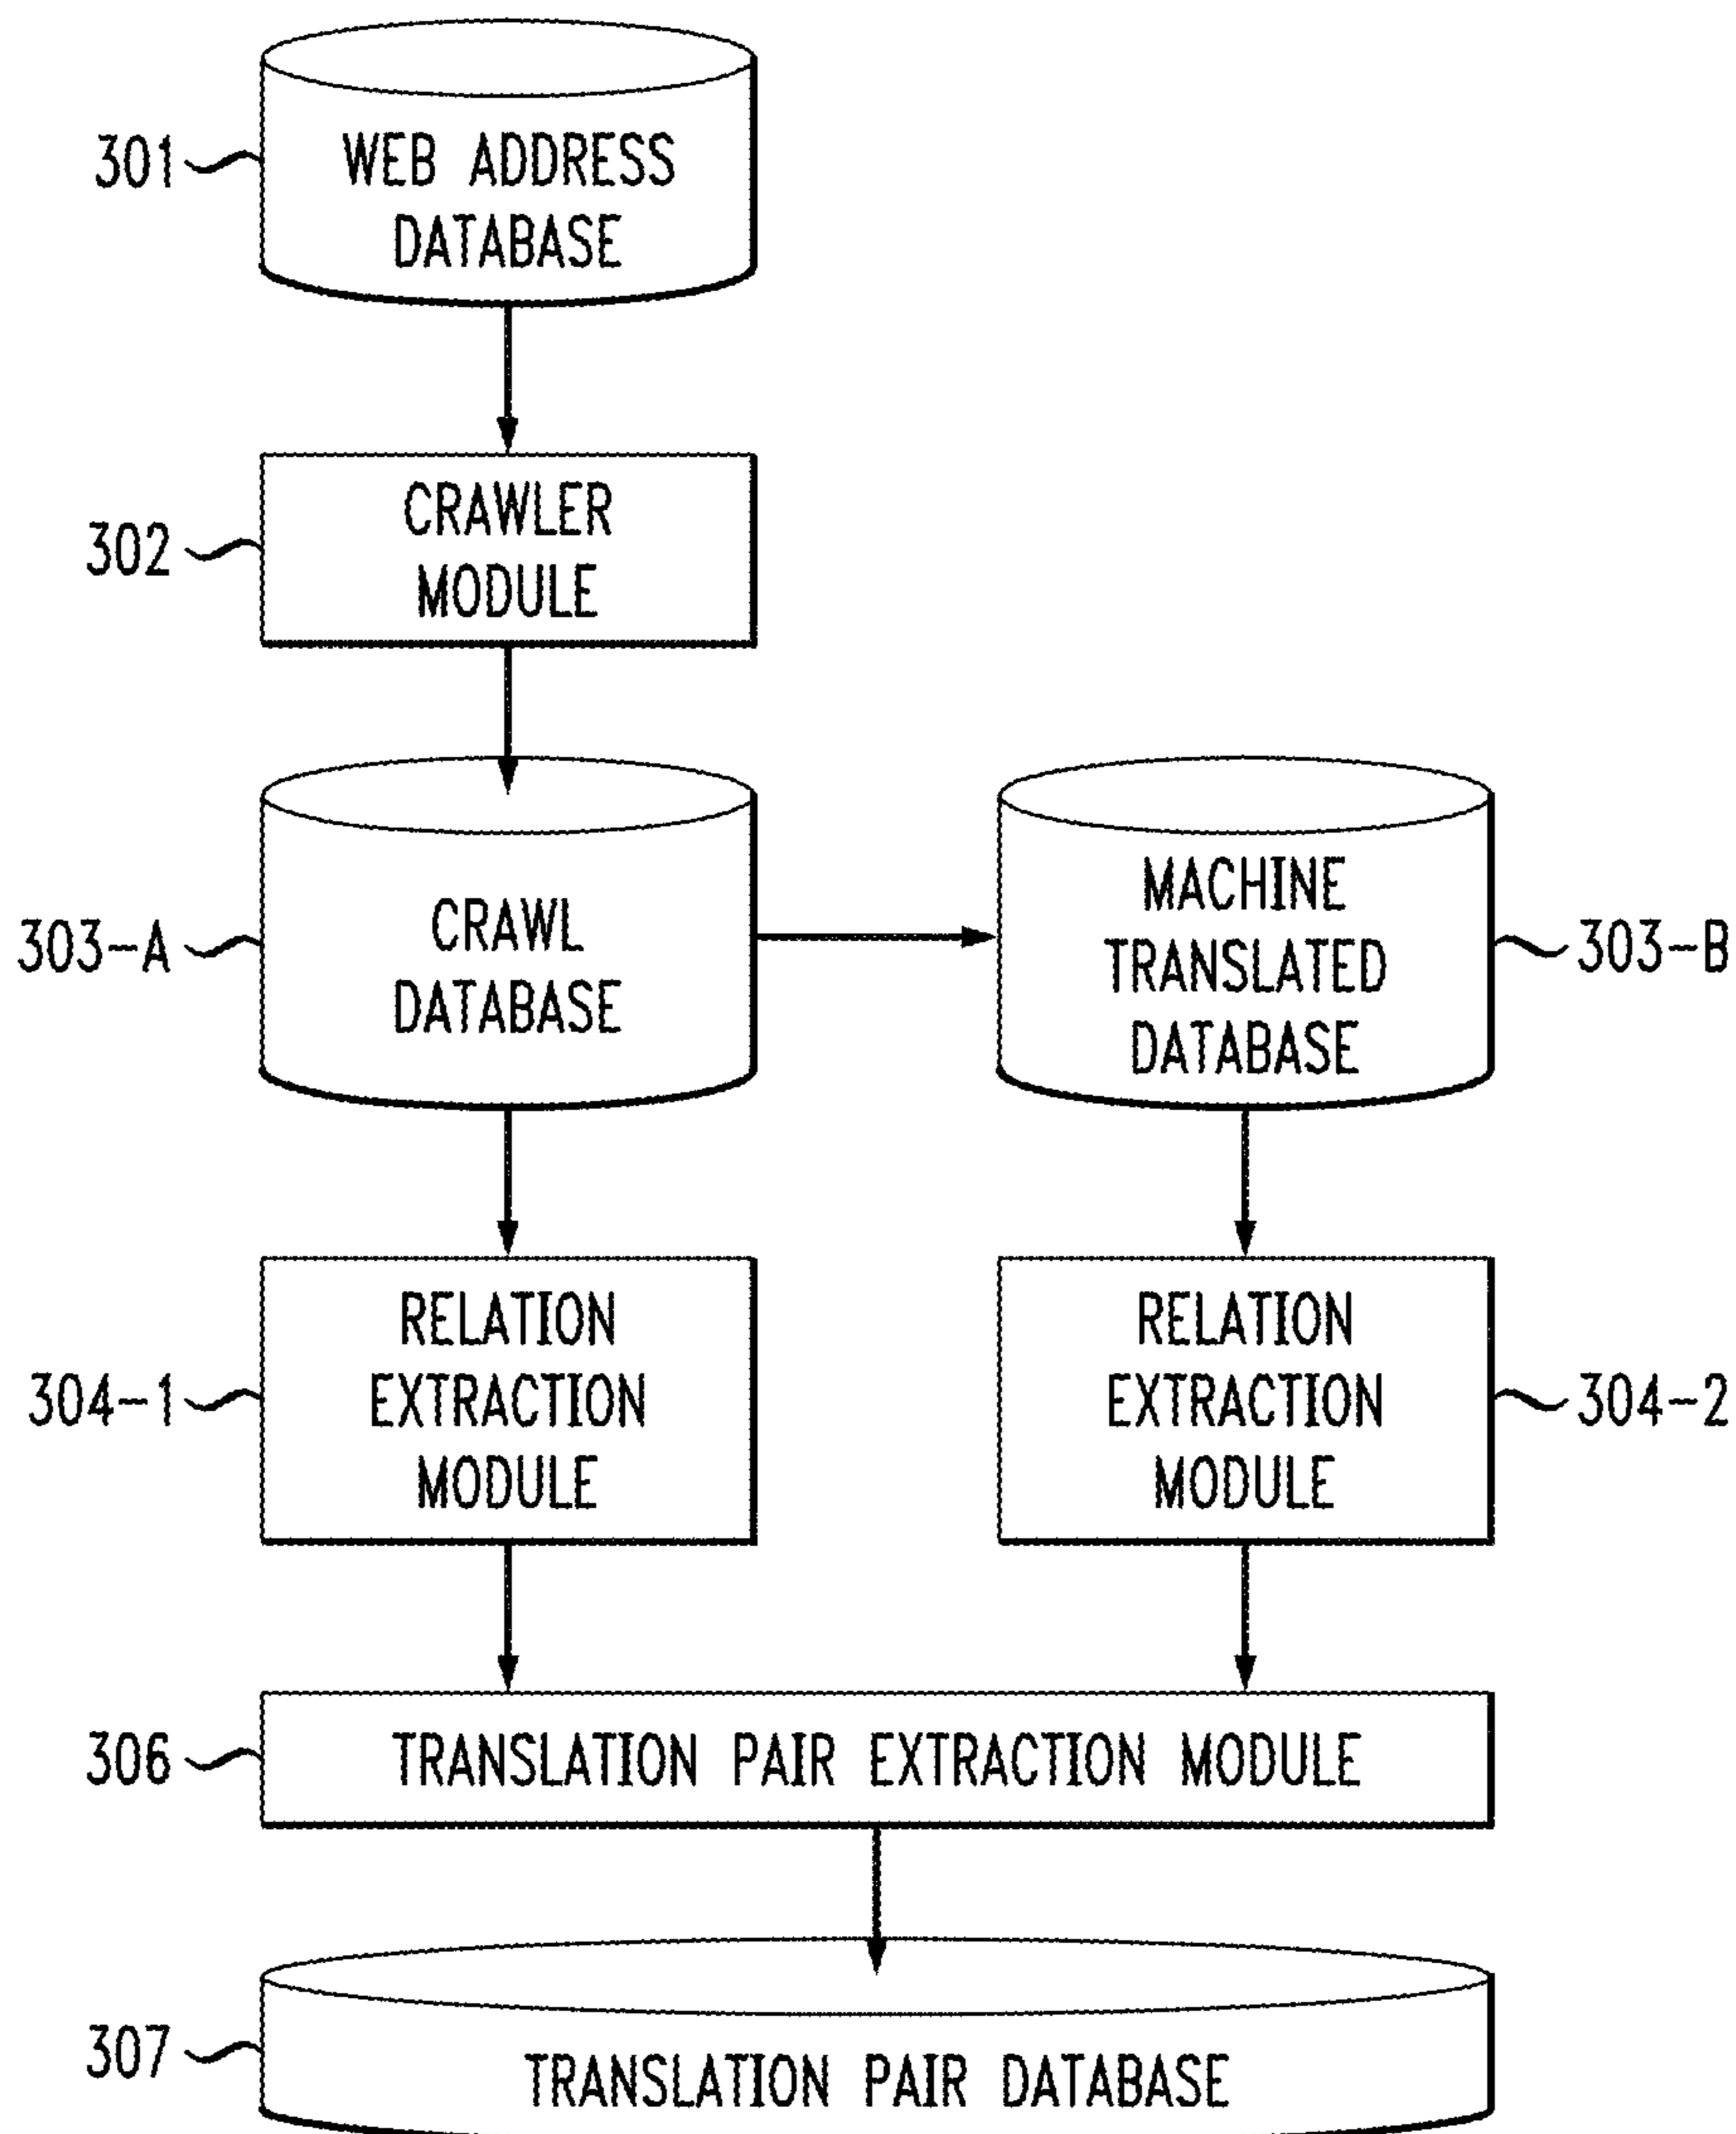 301
WEB ADDRESS
DATABASE
302
CRAWLER
MODULE
303-A
CRAWL
DATABASE
MACHINE
TRANSLATED
DATABASE
303-B
304-1
RELATION
EXTRACTION
MODULE
RELATION
EXTRACTION
MODULE
304-2
306
TRANSLATION PAIR EXTRACTION MODULE
307
TRANSLATION PAIR DATABASE